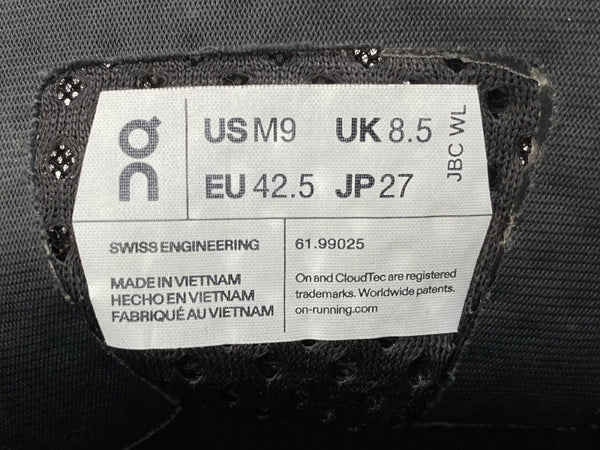 on
US M9 UK 8.5
EU 42.5 JP 27
JBC WL
SWISS ENGINEERING
61.99025
MADE IN VIETNAM
HECHO EN VIETNAM
FABRIQUÉ AU VIETNAM
On and CloudTec are registered
trademarks. Worldwide patents.
on-running.com